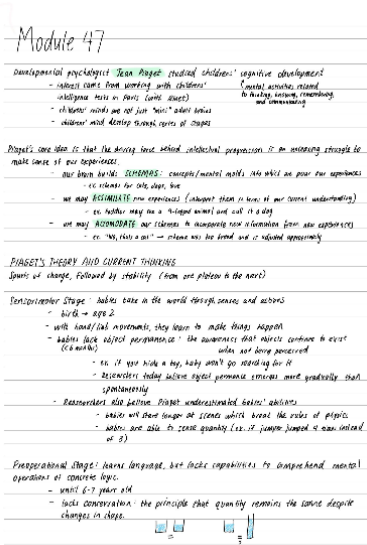 Module 47
Developmental psychologist Jean Piaget studied childrens' cognitive development
- interest came from working with childrens'
(mental activities related
intelligence tests in Paris (with Binet)
to thinking, knowing, remembering,
and communicating
- childrens' minds are not just "mini" adult brains
- childrens' mind develop through series of stages
Piaget's core idea is that the driving force behind intellectual progression is an increasing struggle to
make sense of our experiences.
- our brain builds SCHEMAS: concepts/mental molds into which we pour our experiences
- ex. schemas for cats, dogs, love
- we may ASSIMILATE new experiences (interpret them in terms of our current understanding)
- ex. toddler may see a 4-legged animal and call it a dog
- we may ACCOMODATE our schemas to incorporate new information from new experiences
- ex. "No, that's a cat" → schema was too broad and is adjusted appropriately
PIAGET'S THEORY AND CURRENT THINKING
Spurts of change, followed by stability (from one plateau to the next)
Sensorimotor Stage: babies take in the world through senses and actions
- birth → age 2
- with hand/limb movements, they learn to make things happen
- babies lack object permanence: the awareness that objects continue to exist
(<6 months)
when not being perceived
- ex. if you hide a toy, baby won't go searching for it
- Researchers today believe object permanence emerges more gradually than
spontaneously
- Researchers also believe Piaget underestimated babies' abilities
- babies will stare longer at scenes which break the rules of physics
- babies are able to sense quantity (ex. if jumper jumped 4 times instead
of 3)
Preoperational Stage: learns language, but lacks capabilities to comprehend mental
operations of concrete logic.
- until 6-7 years old
- lacks conservation: the principle that quantity remains the same despite
changes in shape.
=
=
?